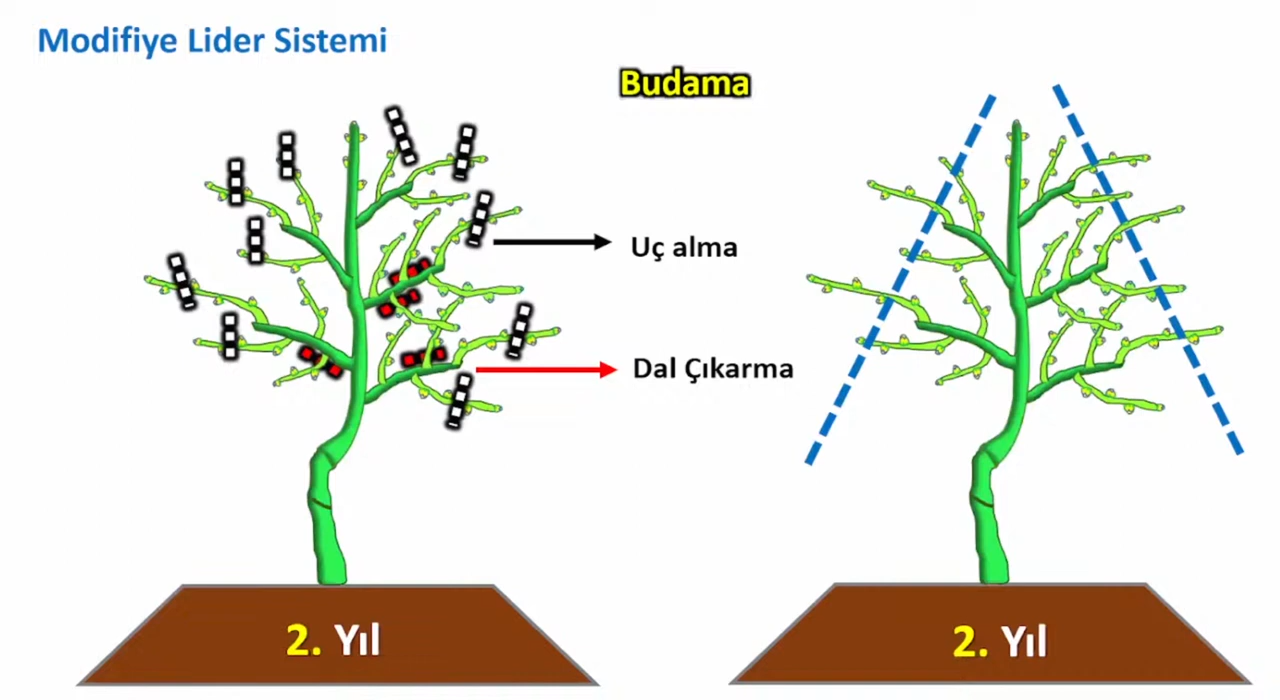 Modifiye Lider Sistemi
Budama
Uç alma
Dal Çıkarma
2. Yıl
2. Yıl